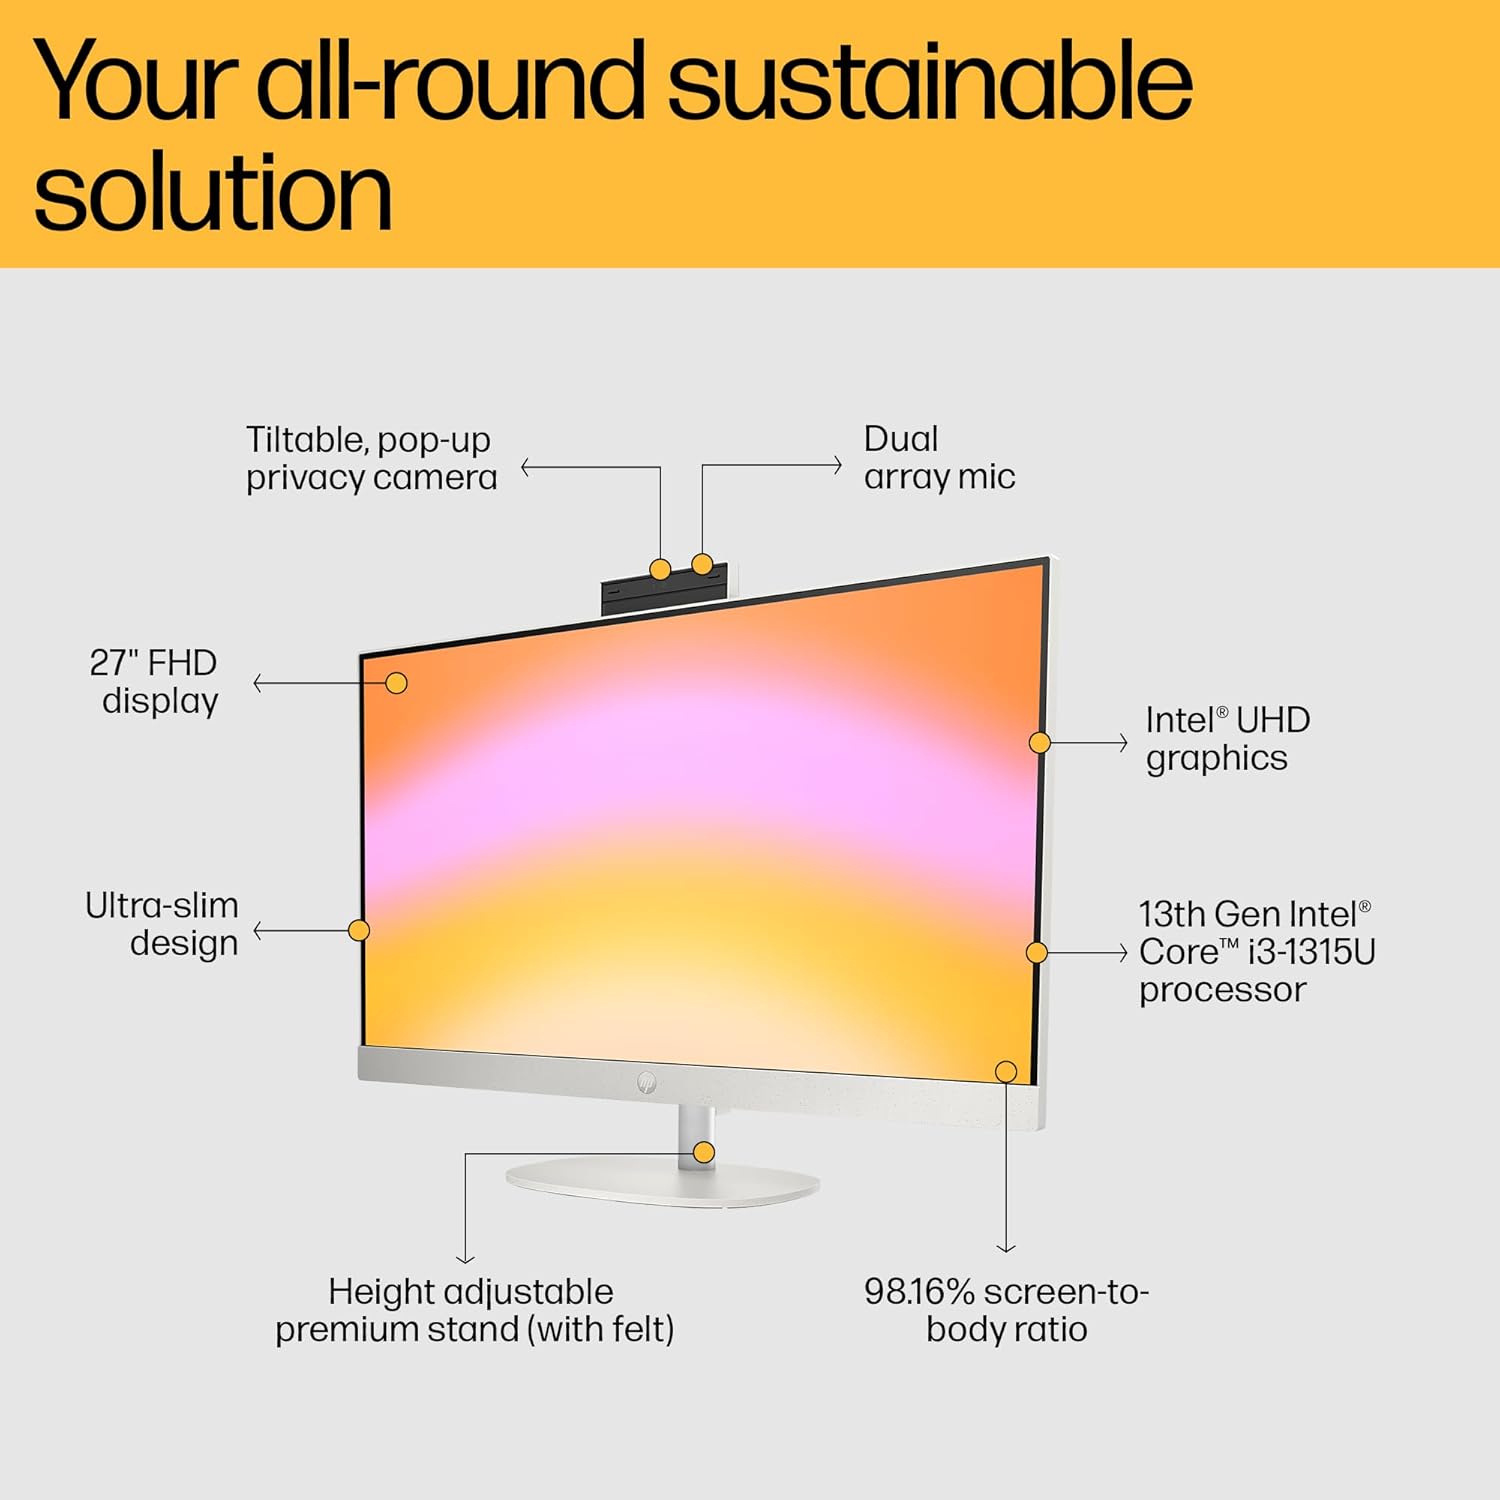 Your all-round sustainable
solution
Tiltable, pop-up
privacy camera
Dual
array mic
27" FHD
display
Intel® UHD
graphics
Ultra-slim
design
13th Gen Intel®
Core™ i3-1315U
processor
hp
Height adjustable
premium stand (with felt)
98.16% screen-to-
body ratio